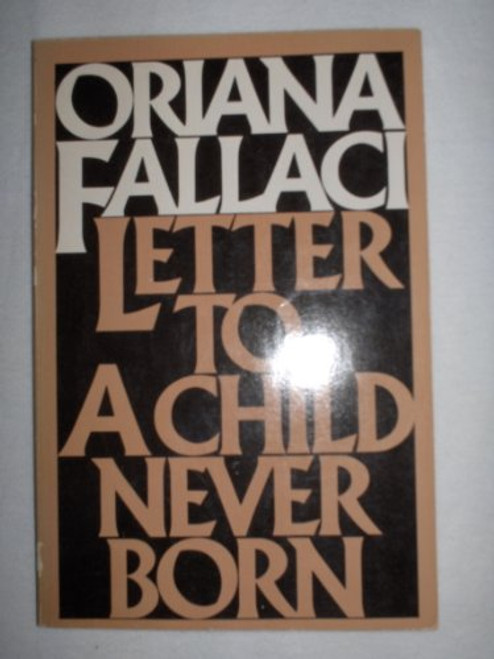 ORIANA
FALLACI
LETTER
TO
A CHILD
NEVER
BORN